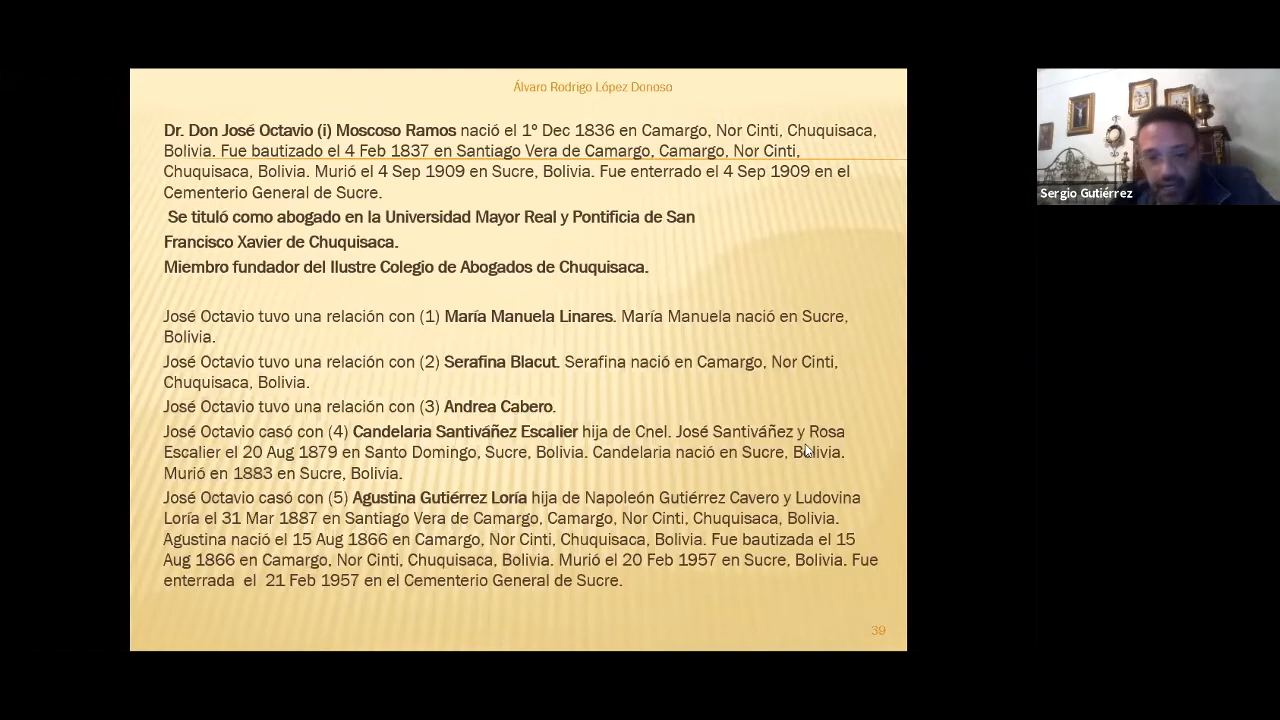 Álvaro Rodrigo López Donoso
Dr. Don José Octavio (i) Moscoso Ramos nació el 1º Dec 1836 en Camargo, Nor Cinti, Chuquisaca,
Bolivia. Fue bautizado el 4 Feb 1837 en Santiago Vera de Camargo, Camargo, Nor Cinti,
Chuquisaca, Bolivia. Murió el 4 Sep 1909 en Sucre, Bolivia. Fue enterrado el 4 Sep 1909 en el
Cementerio General de Sucre.
Se tituló como abogado en la Universidad Mayor Real y Pontificia de San
Francisco Xavier de Chuquisaca.
Miembro fundador del Ilustre Colegio de Abogados de Chuquisaca.
José Octavio tuvo una relación con (1) María Manuela Linares. María Manuela nació en Sucre,
Bolivia.
José Octavio tuvo una relación con (2) Serafina Blacut. Serafina nació en Camargo, Nor Cinti,
Chuquisaca, Bolivia.
José Octavio tuvo una relación con (3) Andrea Cabero.
José Octavio casó con (4) Candelaria Santiváñez Escalier hija de Cnel. José Santiváñez y Rosa
Escalier el 20 Aug 1879 en Santo Domingo, Sucre, Bolivia. Candelaria nació en Sucre, Bolivia.
Murió en 1883 en Sucre, Bolivia.
José Octavio casó con (5) Agustina Gutiérrez Loría hija de Napoleón Gutiérrez Cavero y Ludovina
Loría el 31 Mar 1887 en Santiago Vera de Camargo, Camargo, Nor Cinti, Chuquisaca, Bolivia.
Agustina nació el 15 Aug 1866 en Camargo, Nor Cinti, Chuquisaca, Bolivia. Fue bautizada el 15
Aug 1866 en Camargo, Nor Cinti, Chuquisaca, Bolivia. Murió el 20 Feb 1957 en Sucre, Bolivia. Fue
enterrada el 21 Feb 1957 en el Cementerio General de Sucre.
39
Sergio Gutiérrez